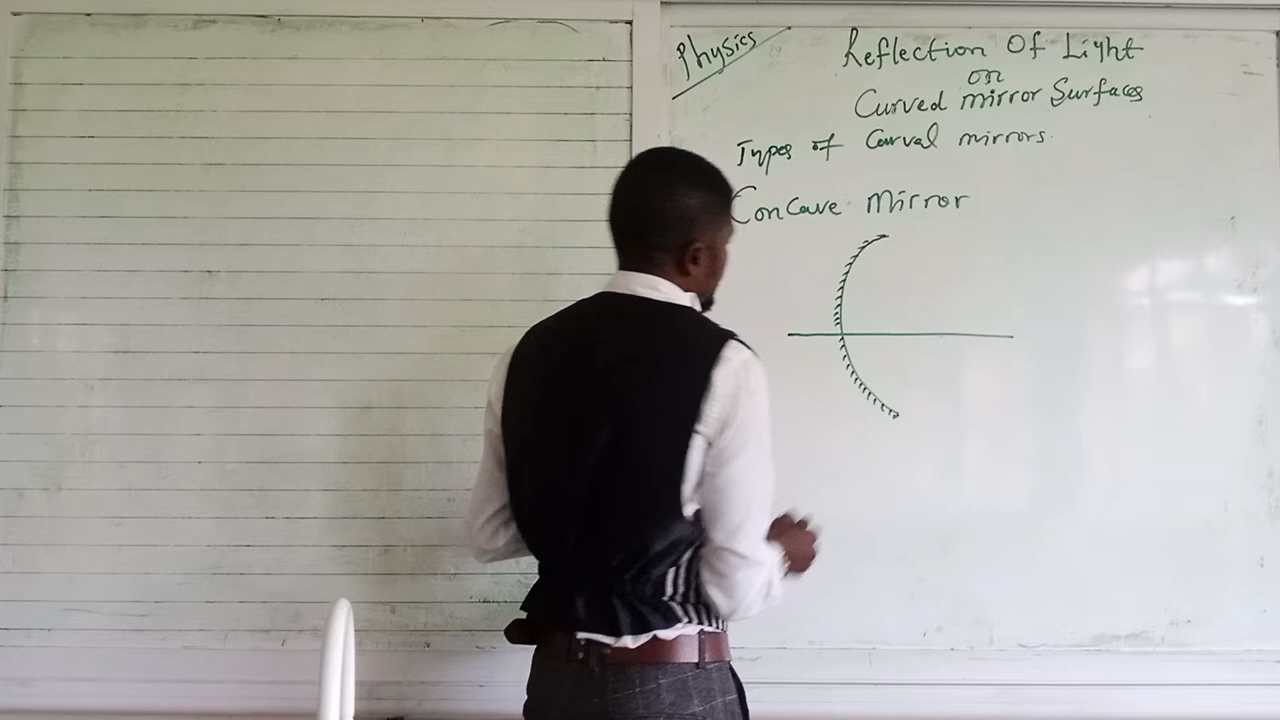 Physics
Reflection Of Light
on
Curved mirror Surfaces
Types of Curval mirrors.
Concave Mirror